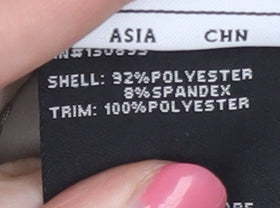 ASIA CHN
SHELL: 92%POLYESTER
8%SPANDEX
TRIM: 100%POLYESTER